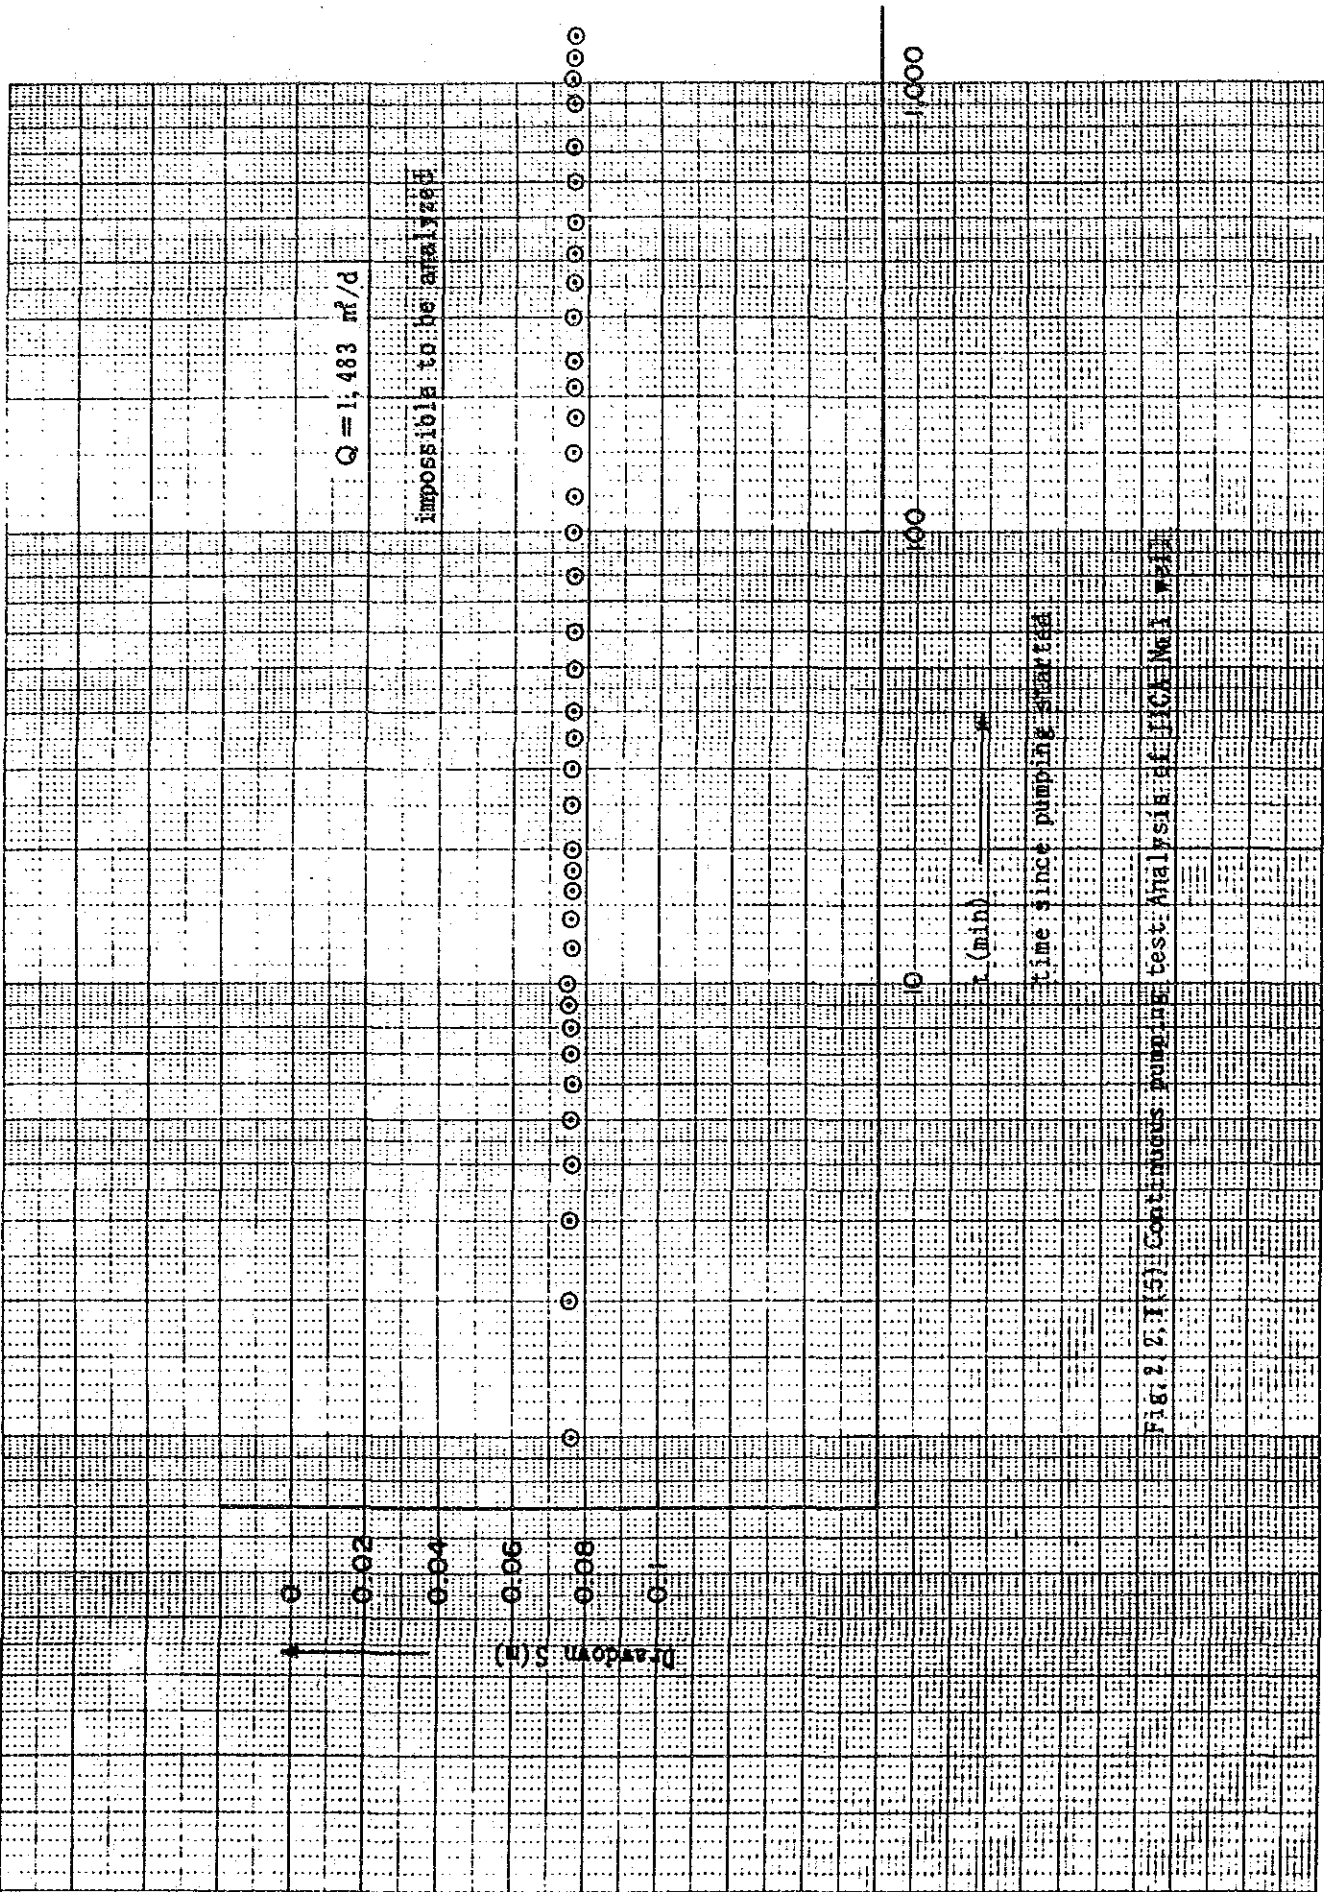 Q=1,483 m³/d
impossible to be analyzed
0
0.02
0.04
0.06
0.08
0.1
Drawdown S(m)
10
100
1,000
t (min)
time since pumping started
Fig. 2.2.1(5) Continuous pumping test Analysis of JICA No 1 well